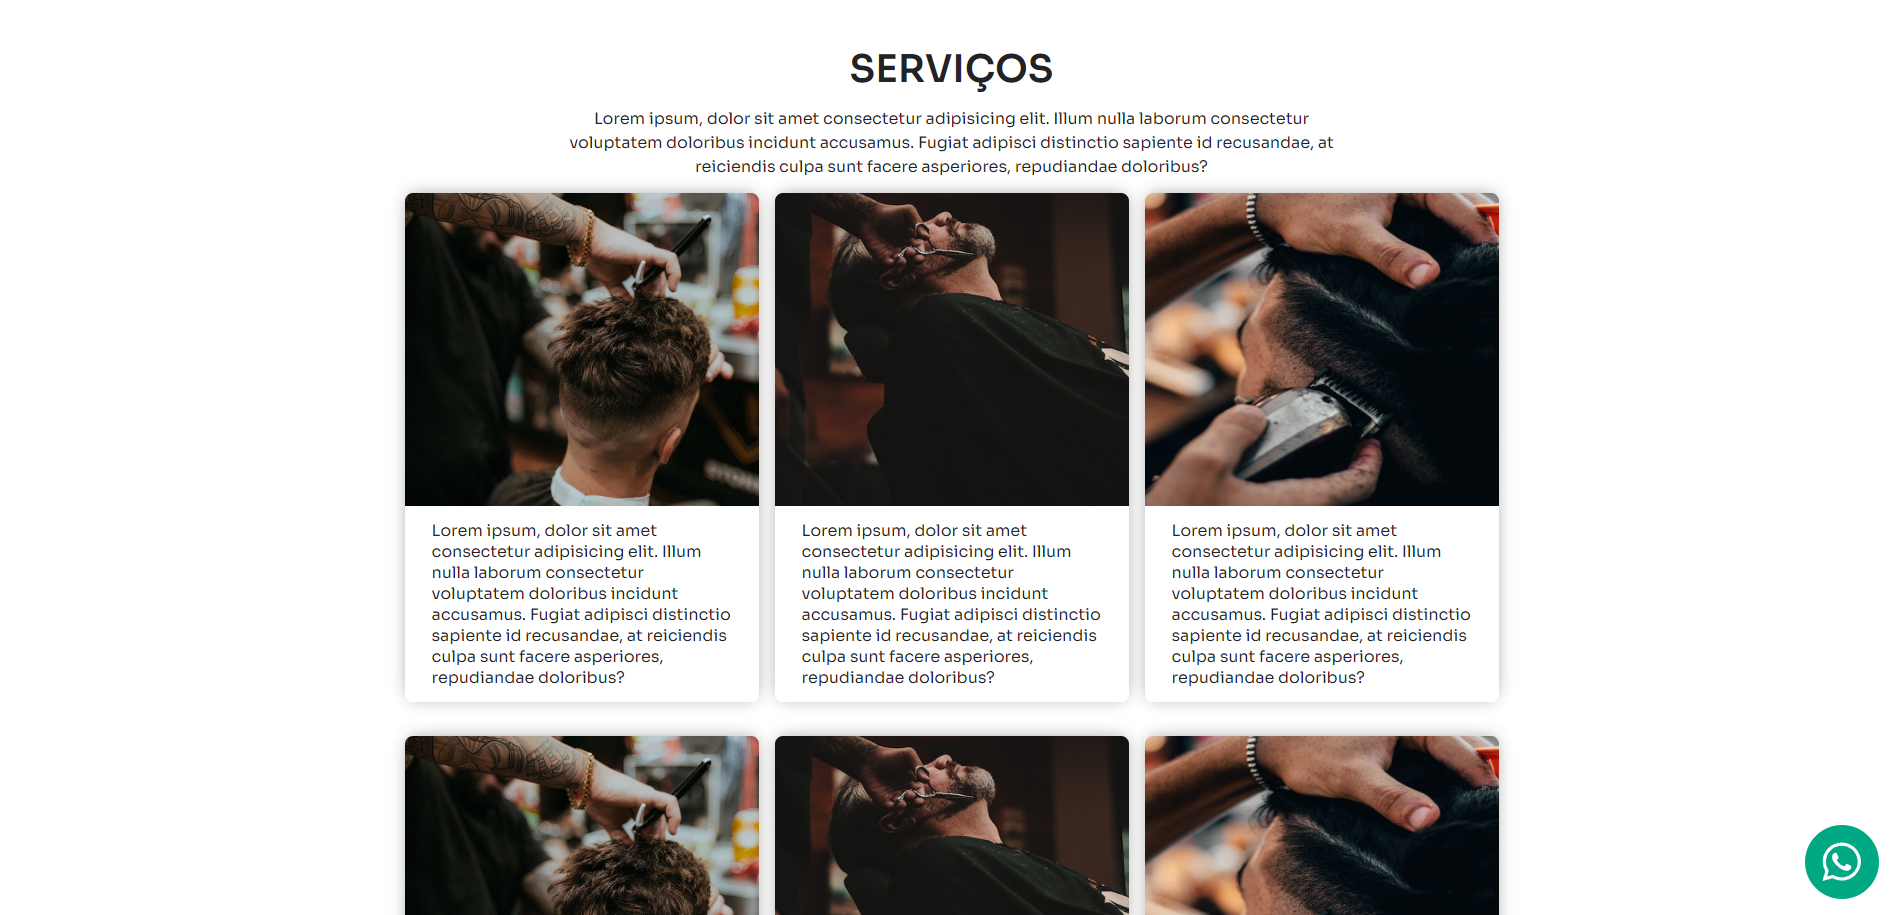 SERVIÇOS
Lorem ipsum, dolor sit amet consectetur adipisicing elit. Illum nulla laborum consectetur
voluptatem doloribus incidunt accusamus. Fugiat adipisci distinctio sapiente id recusandae, at
reiciendis culpa sunt facere asperiores, repudiandae doloribus?
Lorem ipsum, dolor sit amet
consectetur adipisicing elit. Illum
nulla laborum consectetur
voluptatem doloribus incidunt
accusamus. Fugiat adipisci distinctio
sapiente id recusandae, at reiciendis
culpa sunt facere asperiores,
repudiandae doloribus?
Lorem ipsum, dolor sit amet
consectetur adipisicing elit. Illum
nulla laborum consectetur
voluptatem doloribus incidunt
accusamus. Fugiat adipisci distinctio
sapiente id recusandae, at reiciendis
culpa sunt facere asperiores,
repudiandae doloribus?
Lorem ipsum, dolor sit amet
consectetur adipisicing elit. Illum
nulla laborum consectetur
voluptatem doloribus incidunt
accusamus. Fugiat adipisci distinctio
sapiente id recusandae, at reiciendis
culpa sunt facere asperiores,
repudiandae doloribus?